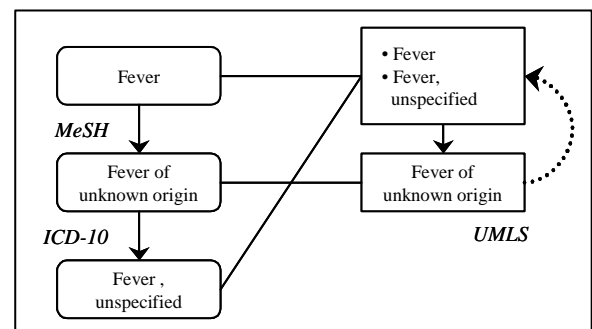 Fever
MeSH
Fever of
unknown origin
ICD-10
Fever ,
unspecified
• Fever
• Fever,
unspecified
Fever of
unknown origin
UMLS